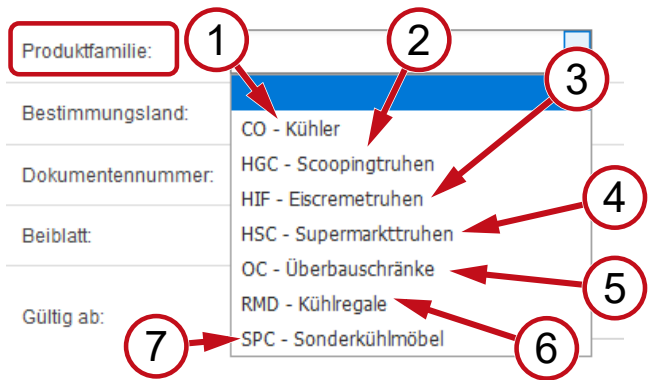 1
2
Produktfamilie:
3
Bestimmungsland:
CO - Kühler
HGC - Scoopingtruhen
Dokumentennummer:
HIF - Eiscremetruhen
4
Beiblatt:
HSC - Supermarkttruhen
OC - Überbauschränke
5
Gültig ab:
RMD - Kühlregale
7
SPC - Sonderkühlmöbel
6